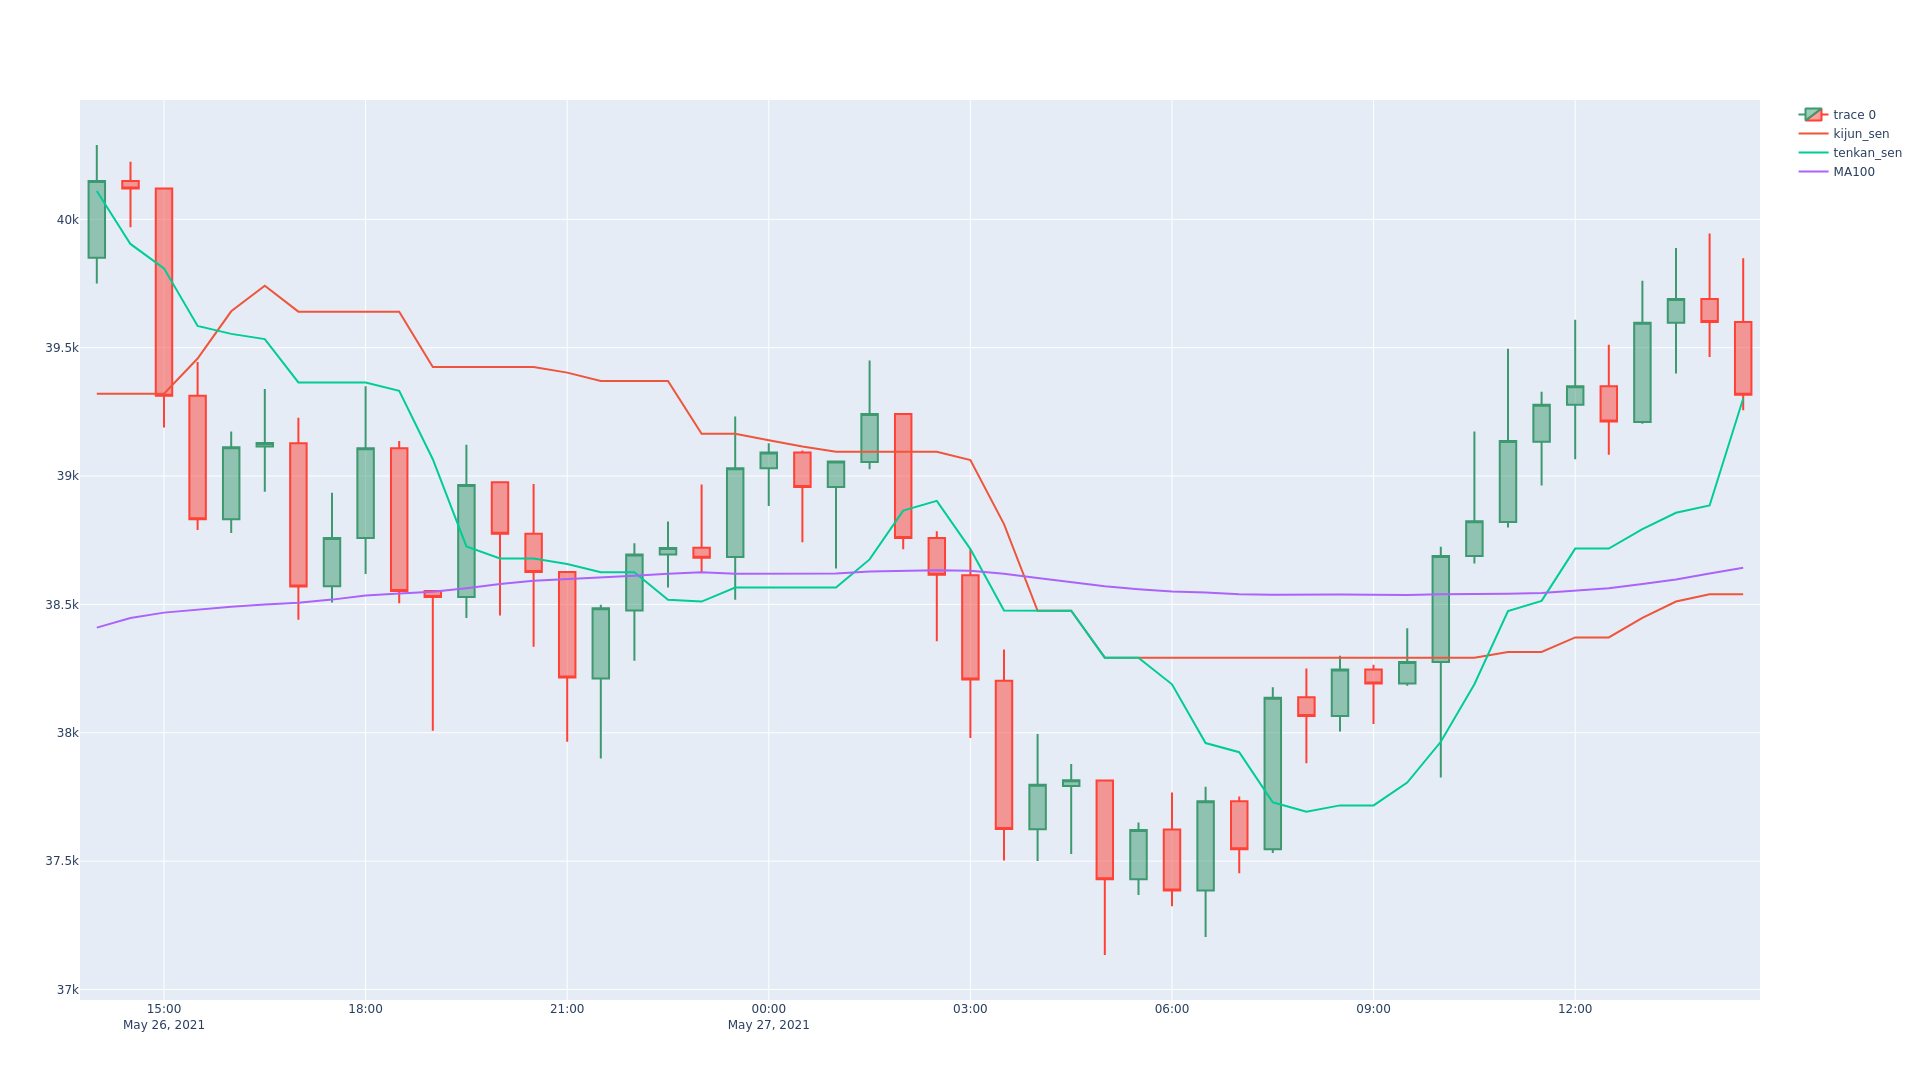 trace 0
kijun_sen
tenkan_sen
MA100
40k
39.5k
39k
38.5k
38k
37.5k
37k
15:00 18:00 21:00 00:00 03:00 06:00 09:00 12:00
May 26, 2021 May 27, 2021